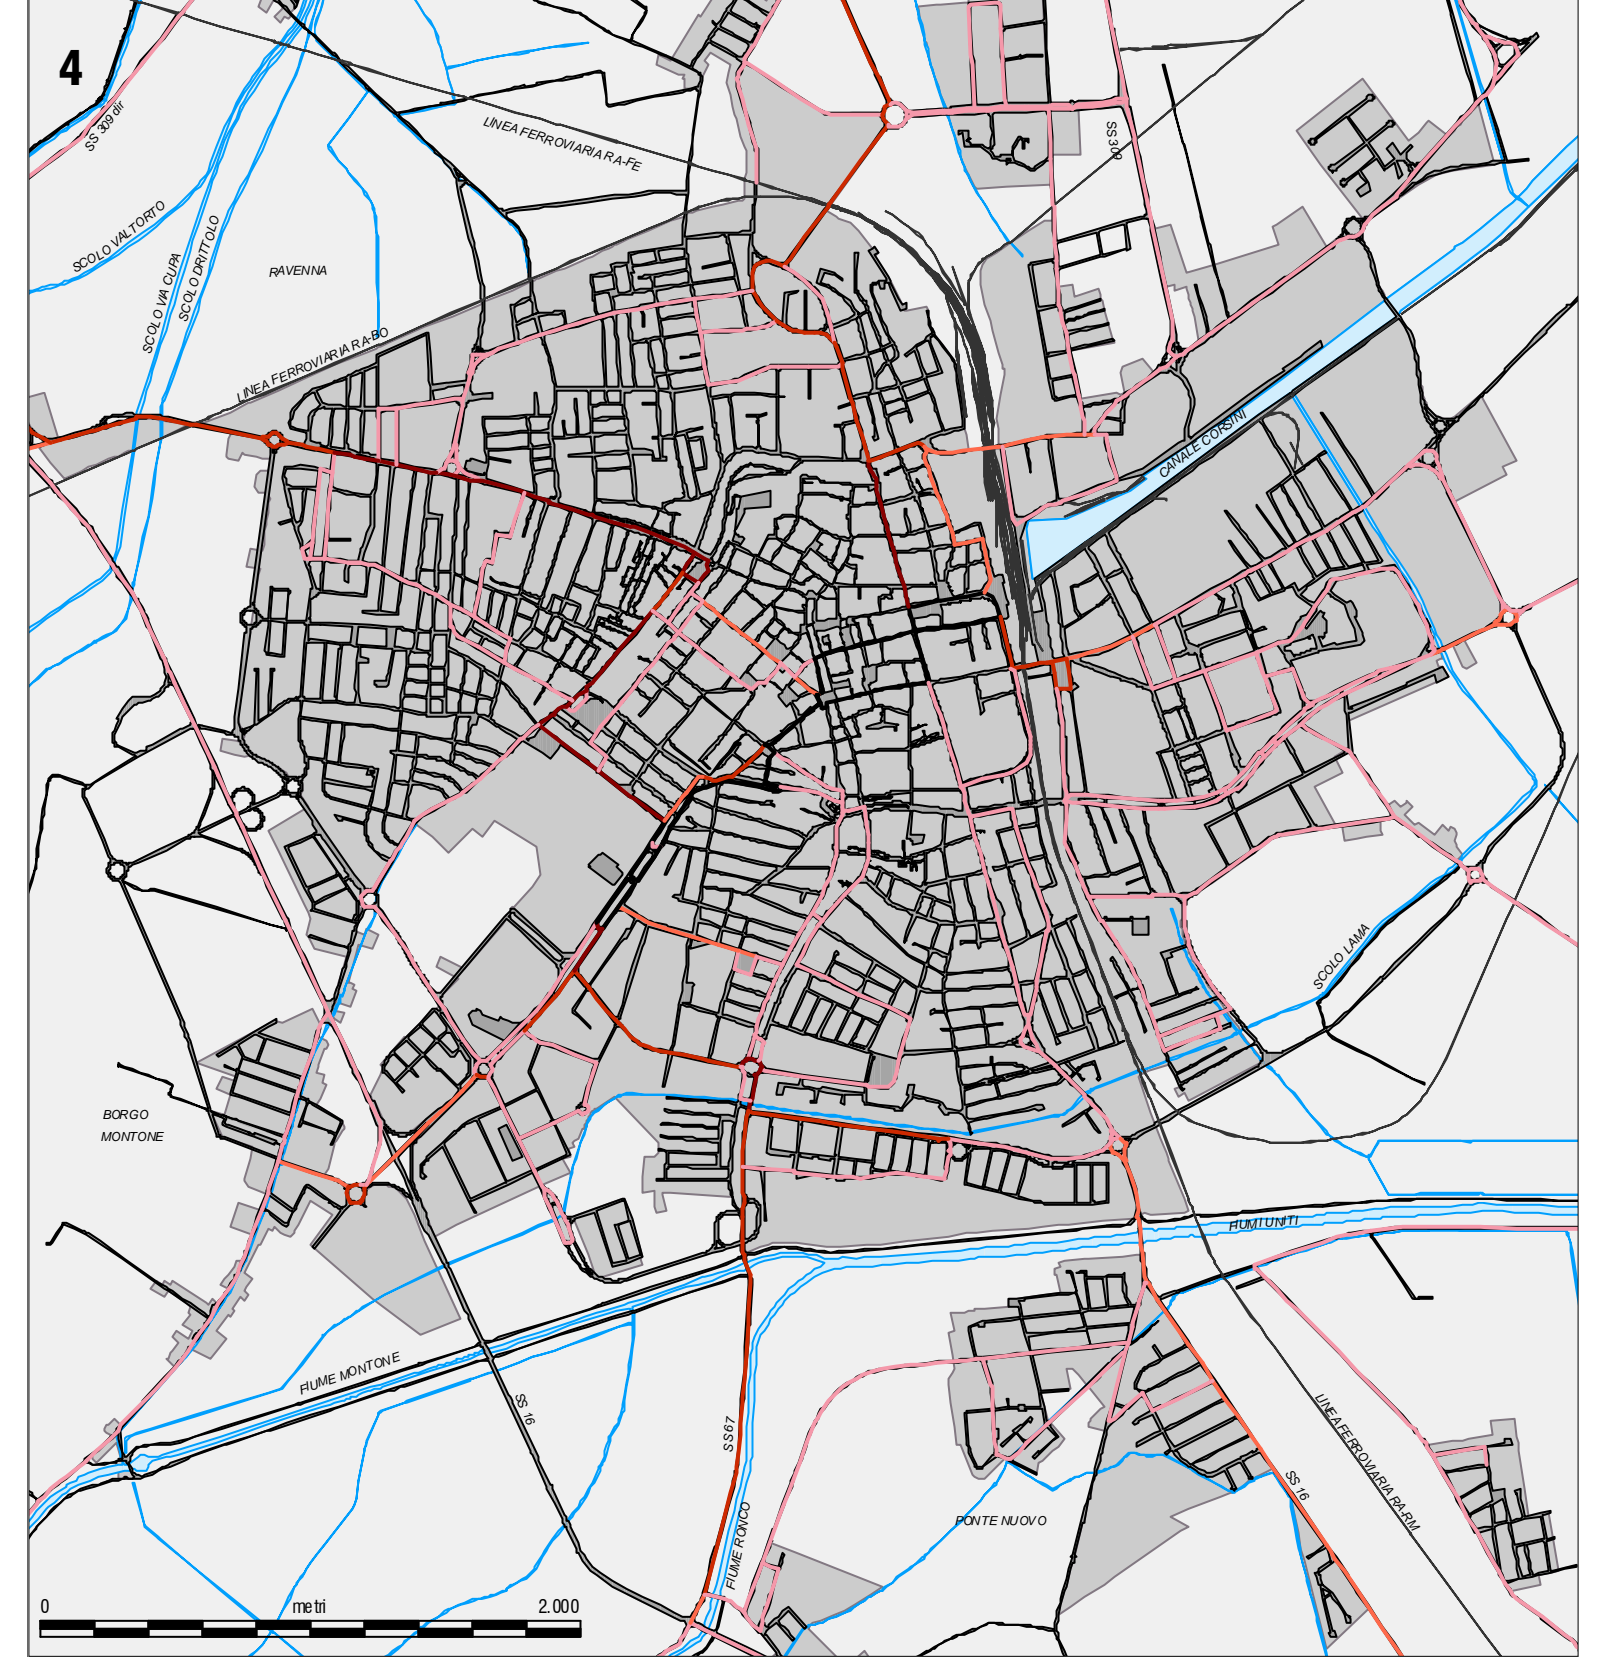 4
SS 309 dir
LINEA FERROVIARIA RA-FE
SS 309
SCOLO VALTORTO
SCOLO VIA CUPA
SCOLO DRITTOLO
RAVENNA
LINEA FERROVIARIA RA-BO
CANALE CORSINI
SCOLO LAMA
BORGO
MONTONE
FIUMI UNITI
FIUME MONTONE
SS 16
SS67
LINEA FERROVIARIA RA-RM
SS 16
FIUME RONCO
PONTE NUOVO
0 metri 2.000